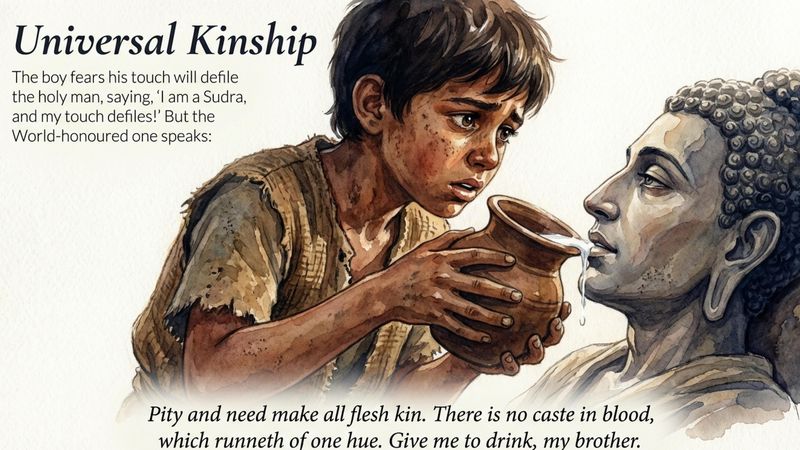 Universal Kinship
The boy fears his touch will defile
the holy man, saying, ‘I am a Sudra,
and my touch defiles!’ But the
World-honoured one speaks:
Pity and need make all flesh kin. There is no caste in blood,
which runneth of one hue. Give me to drink, my brother.